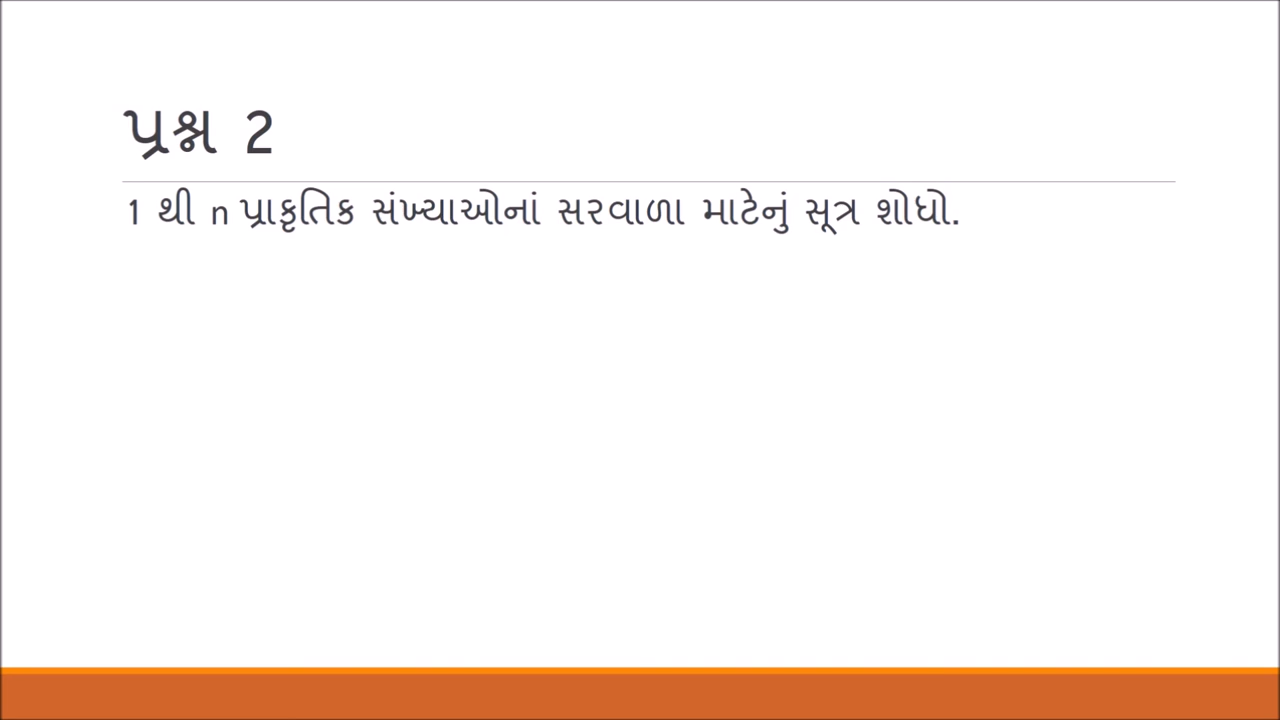 પ્રશ્ન 2
1 થી n પ્રાકૃતિક સંખ્યાઓનાં સરવાળા માટેનું સૂત્ર શોધો.